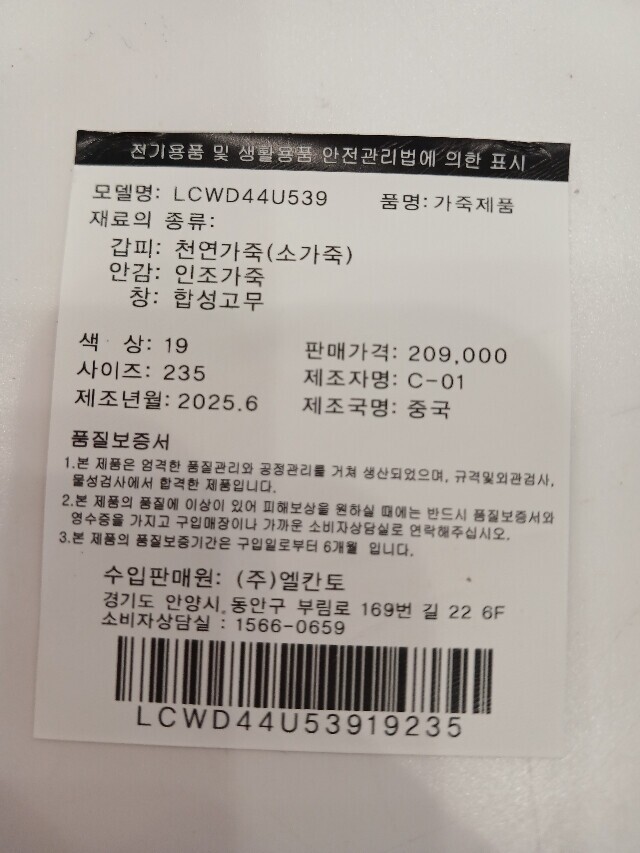 전기용품 및 생활용품 안전관리법에 의한 표시
모델명: LCWD44U539 품명: 가죽제품
재료의 종류:
갑피: 천연가죽(소가죽)
안감: 인조가죽
창: 합성고무
색 상: 19 판매가격: 209,000
사이즈: 235 제조자명: C-01
제조년월: 2025.6 제조국명: 중국
품질보증서
1.본 제품은 엄격한 품질관리와 공정관리를 거쳐 생산되었으며, 규격및외관검사,
물성검사에서 합격한 제품입니다.
2.본 제품의 품질에 이상이 있어 피해보상을 원하실 때에는 반드시 품질보증서와
영수증을 가지고 구입매장이나 가까운 소비자상담실로 연락해주십시오.
3.본 제품의 품질보증기간은 구입일로부터 6개월 입니다.
수입판매원: (주)엘칸토
경기도 안양시 동안구 부림로 169번 길 22 6F
소비자상담실 : 1566-0659
LCWD44U53919235